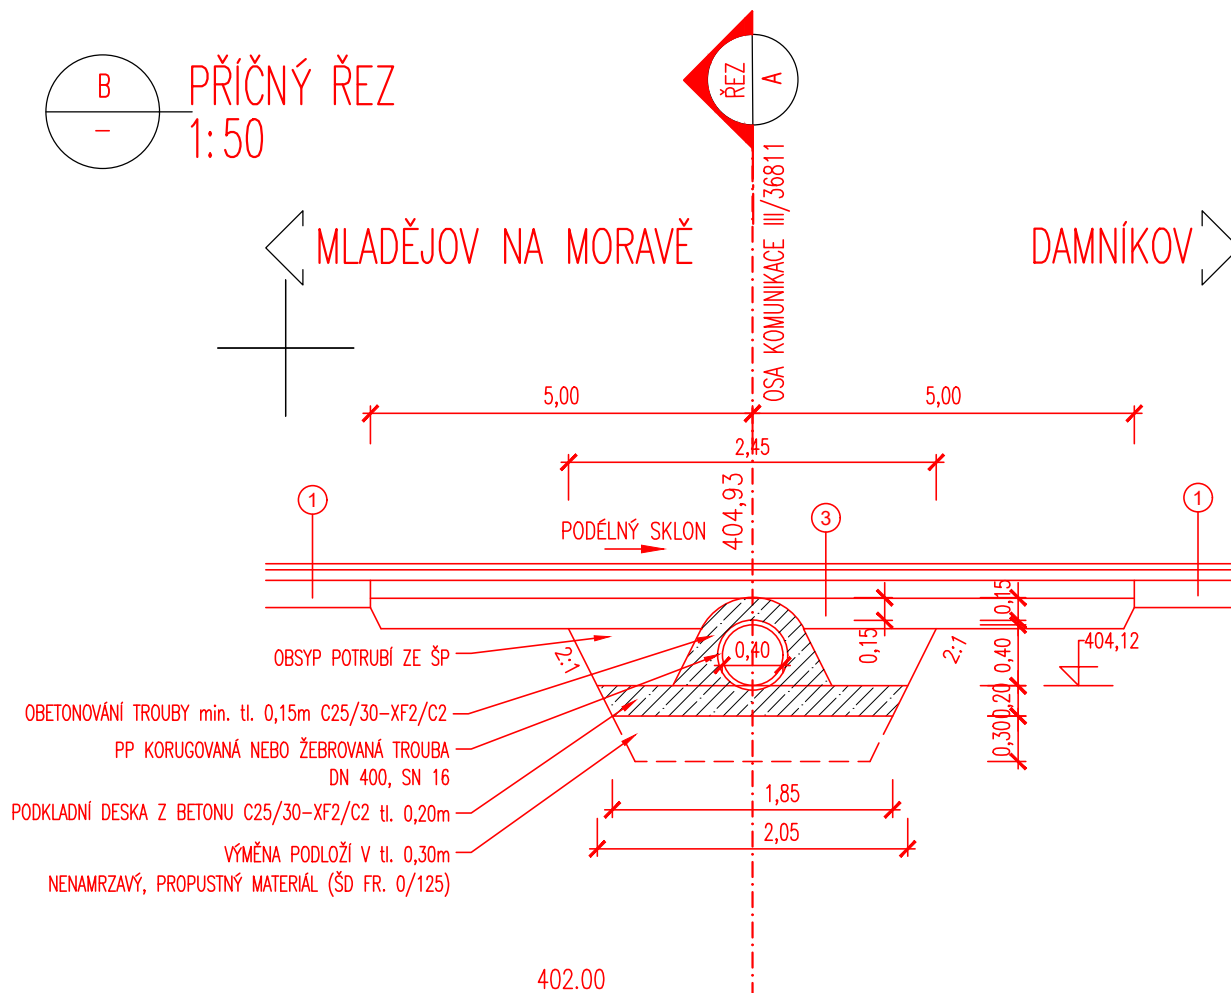 B
–
PŘÍČNÝ ŘEZ
1:50
ŘEZ
A
OSA KOMUNIKACE III/36811
MLADĚJOV NA MORAVĚ
DAMNÍKOV
5,00
5,00
2,45
404,93
1
3
1
PODÉLNÝ SKLON
0,15
0,15
2:1
0,40
2:1
0,40
404,12
0,20
0,30
OBSYP POTRUBÍ ZE ŠP
OBETONOVÁNÍ TROUBY min. tl. 0,15m C25/30-XF2/C2
PP KORUGOVANÁ NEBO ŽEBROVANÁ TROUBA
DN 400, SN 16
PODKLADNÍ DESKA Z BETONU C25/30-XF2/C2 tl. 0,20m
VÝMĚNA PODLOŽÍ V tl. 0,30m
NENAMRZAVÝ, PROPUSTNÝ MATERIÁL (ŠD FR. 0/125)
1,85
2,05
402.00